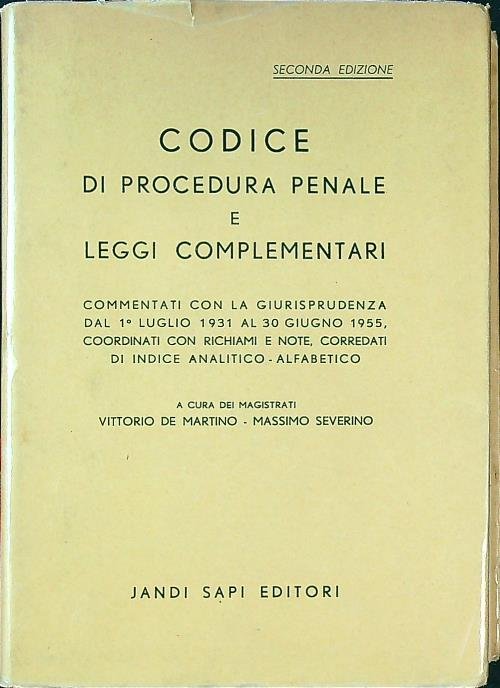 SECONDA EDIZIONE
CODICE
DI PROCEDURA PENALE
E
LEGGI COMPLEMENTARI
COMMENTATI CON LA GIURISPRUDENZA
DAL 1° LUGLIO 1931 AL 30 GIUGNO 1955,
COORDINATI CON RICHIAMI E NOTE, CORREDATI
DI INDICE ANALITICO - ALFABETICO
A CURA DEI MAGISTRATI
VITTORIO DE MARTINO - MASSIMO SEVERINO
JANDI SAPI EDITORI